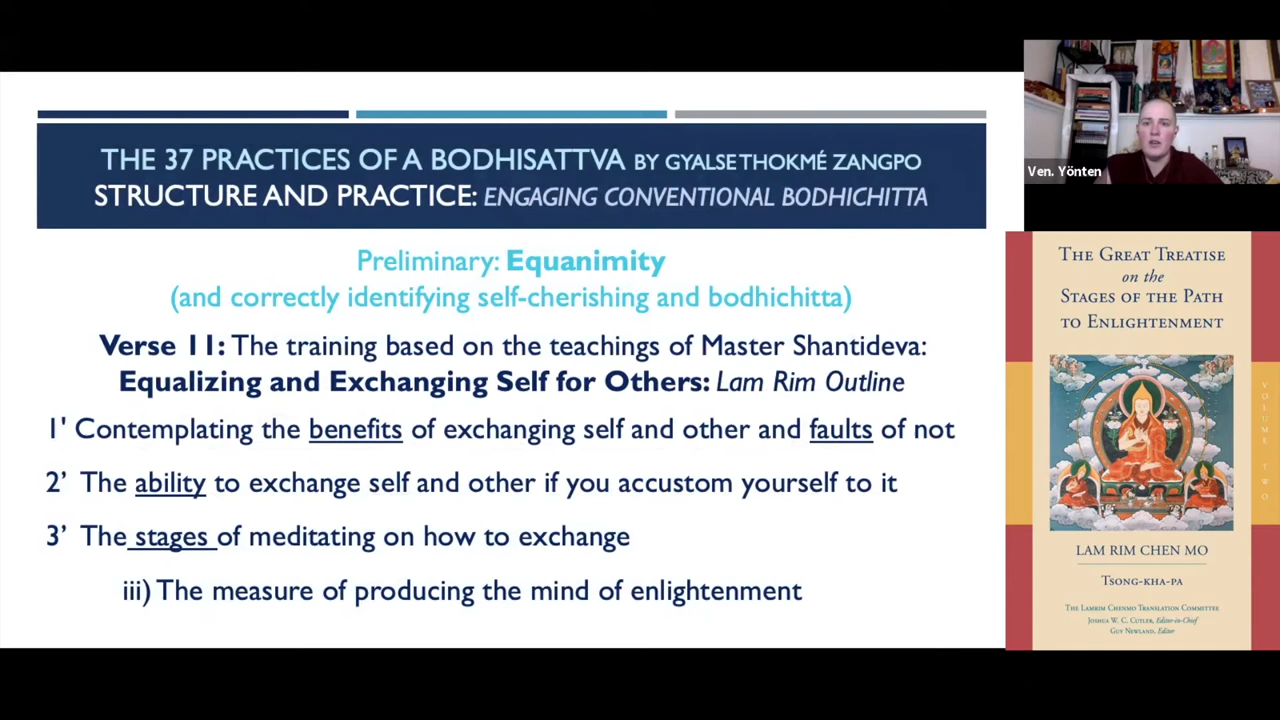 THE 37 PRACTICES OF A BODHISATTVA BY GYALSE THOKMÉ ZANGPO
STRUCTURE AND PRACTICE: ENGAGING CONVENTIONAL BODHICHITTA
Preliminary: Equanimity
(and correctly identifying self-cherishing and bodhichitta)
Verse 11: The training based on the teachings of Master Shantideva:
Equalizing and Exchanging Self for Others: Lam Rim Outline
1' Contemplating the benefits of exchanging self and other and faults of not
2’ The ability to exchange self and other if you accustom yourself to it
3’ The stages of meditating on how to exchange
iii) The measure of producing the mind of enlightenment
Ven. Yönten
THE GREAT TREATISE
on the
STAGES OF THE PATH
TO ENLIGHTENMENT
VOLUME TWO
LAM RIM CHEN MO
TSONG-KHA-PA
THE LAMRIM CHENMO TRANSLATION COMMITTEE
JOSHUA W. C. CUTLER, Editor-in-Chief
GUY NEWLAND, Editor